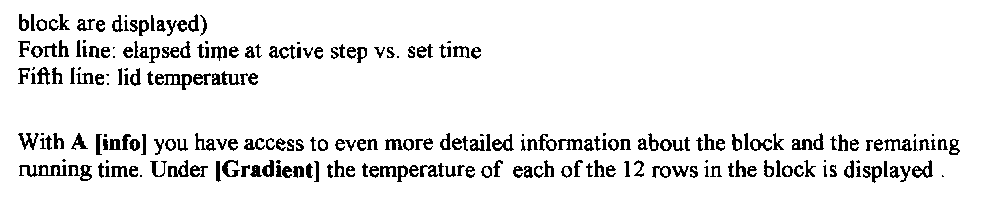 block are displayed)
Forth line: elapsed time at active step vs. set time
Fifth line: lid temperature
With A [info] you have access to even more detailed information about the block and the remaining
running time. Under [Gradient] the temperature of each of the 12 rows in the block is displayed .